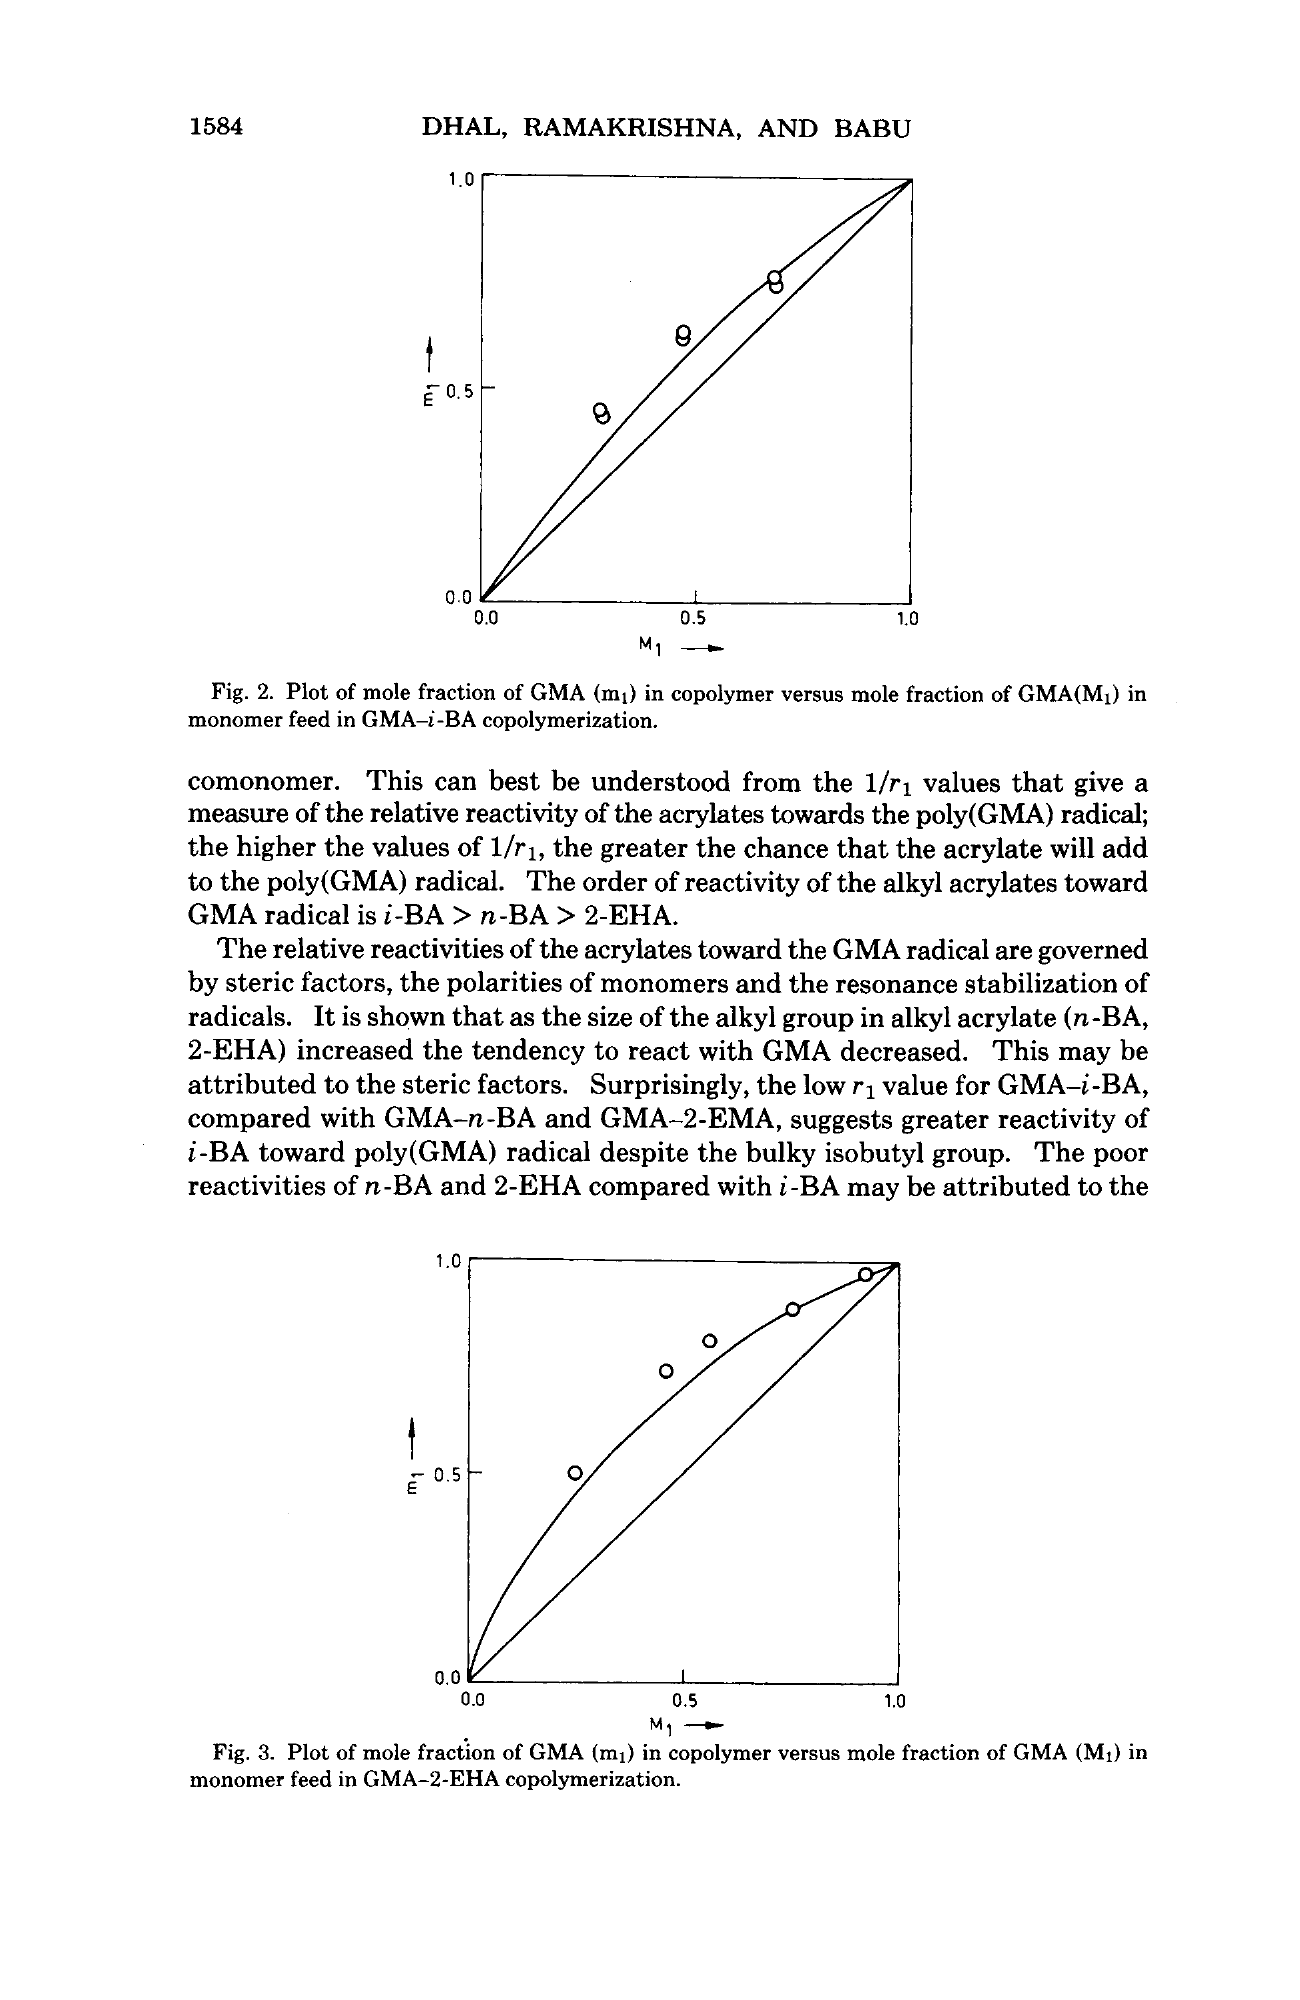 1584 DHAL, RAMAKRISHNA, AND BABU
1.0
m1 0.5
0.0
0.0 0.5 1.0
M1
Fig. 2. Plot of mole fraction of GMA (m1) in copolymer versus mole fraction of GMA(M1) in
monomer feed in GMA–i-BA copolymerization.
comonomer. This can best be understood from the 1/r1 values that give a
measure of the relative reactivity of the acrylates towards the poly(GMA) radical;
the higher the values of 1/r1, the greater the chance that the acrylate will add
to the poly(GMA) radical. The order of reactivity of the alkyl acrylates toward
GMA radical is i-BA > n-BA > 2-EHA.
The relative reactivities of the acrylates toward the GMA radical are governed
by steric factors, the polarities of monomers and the resonance stabilization of
radicals. It is shown that as the size of the alkyl group in alkyl acrylate (n-BA,
2-EHA) increased the tendency to react with GMA decreased. This may be
attributed to the steric factors. Surprisingly, the low r1 value for GMA–i-BA,
compared with GMA–n-BA and GMA–2-EMA, suggests greater reactivity of
i-BA toward poly(GMA) radical despite the bulky isobutyl group. The poor
reactivities of n-BA and 2-EHA compared with i-BA may be attributed to the
1.0
m1 0.5
0.0
0.0 0.5 1.0
M1
Fig. 3. Plot of mole fraction of GMA (m1) in copolymer versus mole fraction of GMA (M1) in
monomer feed in GMA–2-EHA copolymerization.